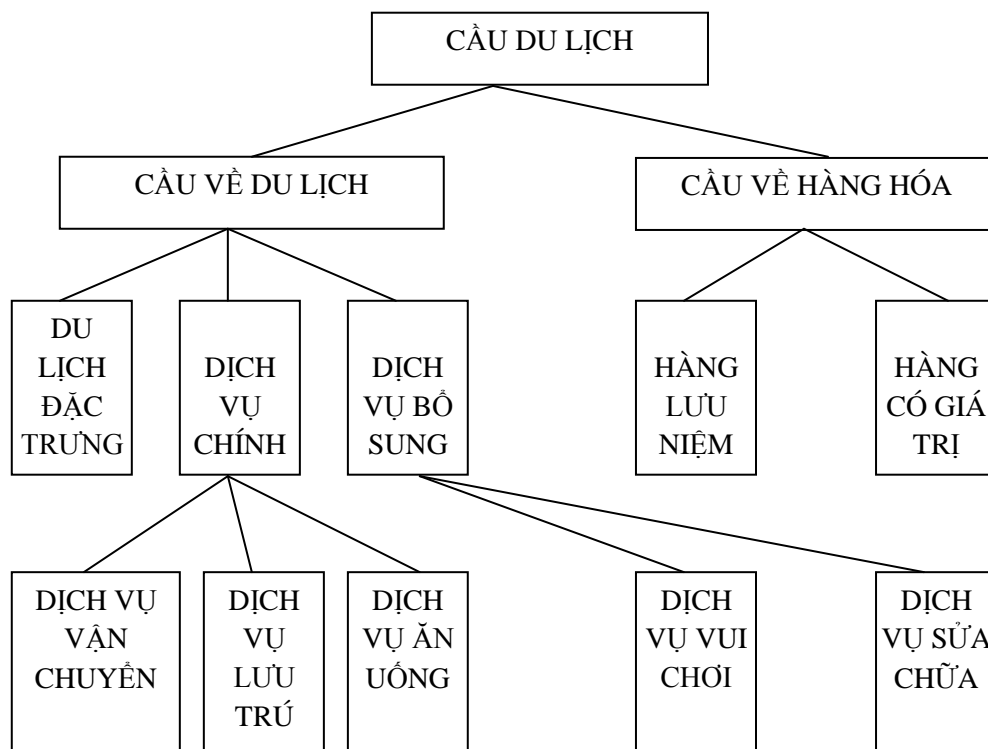 CẦU DU LỊCH
CẦU VỀ DU LỊCH
CẦU VỀ HÀNG HÓA
DU
LỊCH
ĐẶC
TRƯNG
DỊCH
VỤ
CHÍNH
DỊCH
VỤ BỔ
SUNG
HÀNG
LƯU
NIỆM
HÀNG
CÓ GIÁ
TRỊ
DỊCH VỤ
VẬN
CHUYỂN
DỊCH
VỤ
LƯU
TRÚ
DỊCH
VỤ ĂN
UỐNG
DỊCH
VỤ VUI
CHƠI
DỊCH
VỤ SỬA
CHỮA